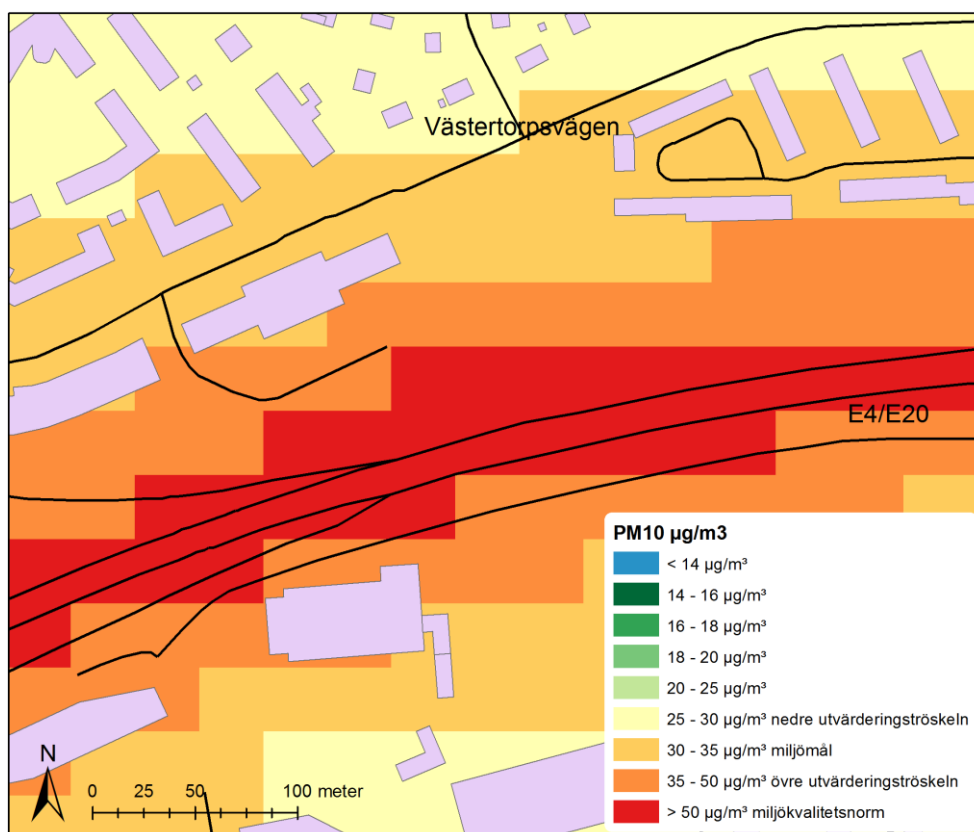 Västertorpsvägen
E4/E20
PM10 µg/m3
< 14 µg/m³
14 - 16 µg/m³
16 - 18 µg/m³
18 - 20 µg/m³
20 - 25 µg/m³
25 - 30 µg/m³ nedre utvärderingströskeln
30 - 35 µg/m³ miljömål
35 - 50 µg/m³ övre utvärderingströskeln
> 50 µg/m³ miljökvalitetsnorm
N
0 25 50 100 meter